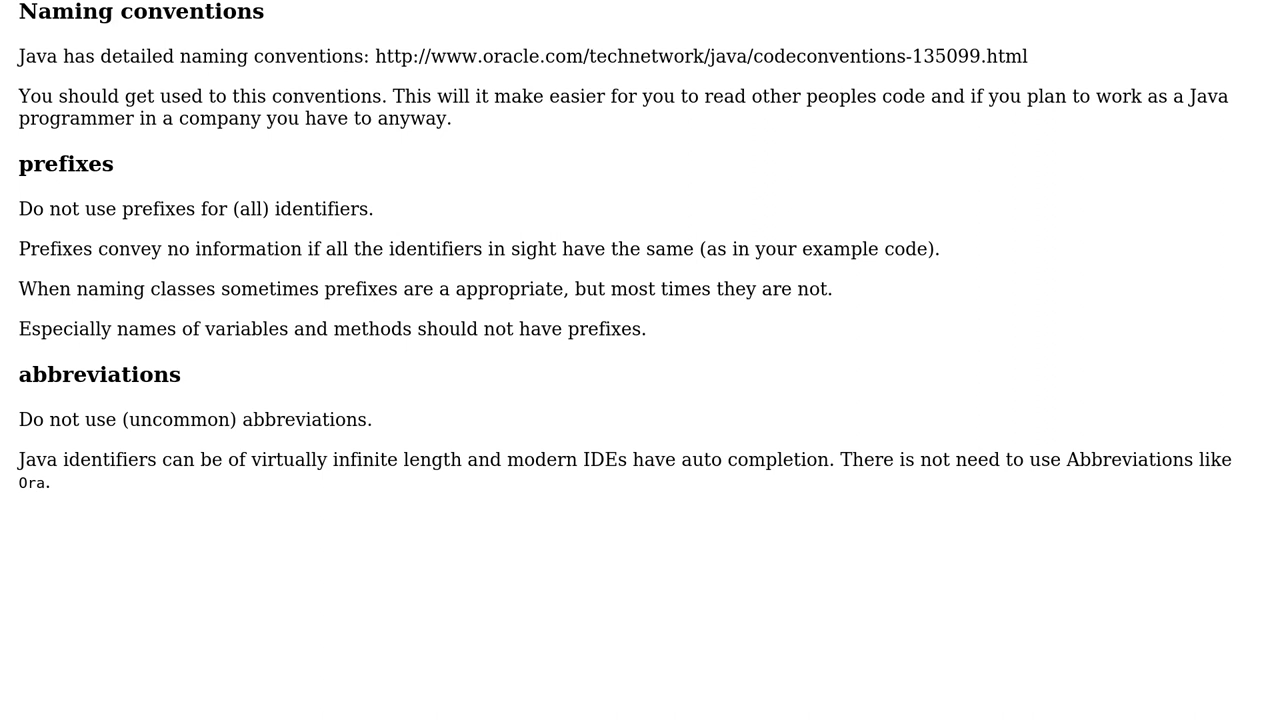 Naming conventions
Java has detailed naming conventions: http://www.oracle.com/technetwork/java/codeconventions-135099.html
You should get used to this conventions. This will it make easier for you to read other peoples code and if you plan to work as a Java
programmer in a company you have to anyway.
prefixes
Do not use prefixes for (all) identifiers.
Prefixes convey no information if all the identifiers in sight have the same (as in your example code).
When naming classes sometimes prefixes are a appropriate, but most times they are not.
Especially names of variables and methods should not have prefixes.
abbreviations
Do not use (uncommon) abbreviations.
Java identifiers can be of virtually infinite length and modern IDEs have auto completion. There is not need to use Abbreviations like
Ora.